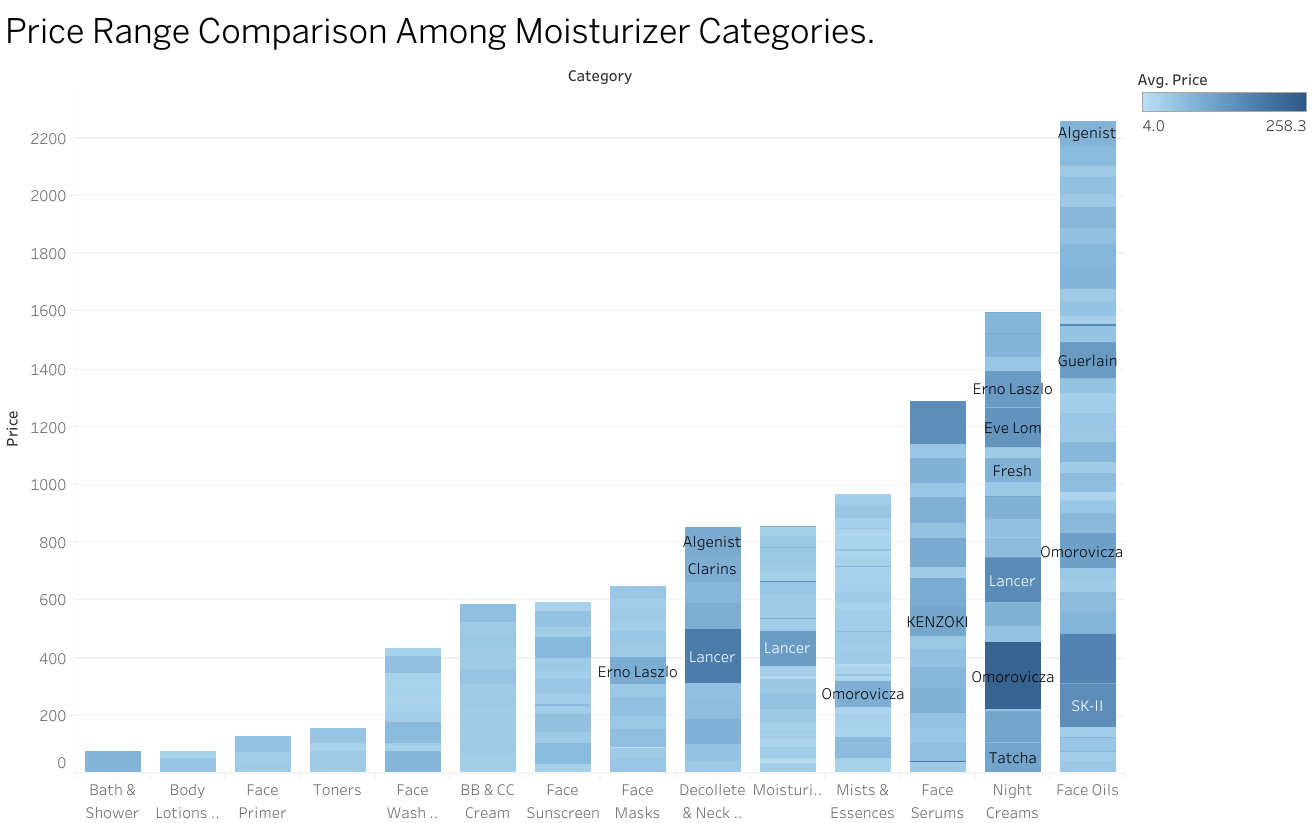 Price Range Comparison Among Moisturizer Categories.
Category
Avg. Price
4.0
258.3
Price
2200
2000
1800
1600
1400
1200
1000
800
600
400
200
0
Erno Laszlo
Algenist
Clarins
Lancer
Lancer
Omorovicza
KENZOKI
Erno Laszlo
Eve Lom
Fresh
Lancer
Omorovicza
Tatcha
Algenist
Guerlain
Omorovicza
SK-II
Bath &
Shower
Body
Lotions ..
Face
Primer
Toners
Face
Wash ..
BB & CC
Cream
Face
Sunscreen
Face
Masks
Decollete
& Neck ..
Moisturi..
Mists &
Essences
Face
Serums
Night
Creams
Face Oils